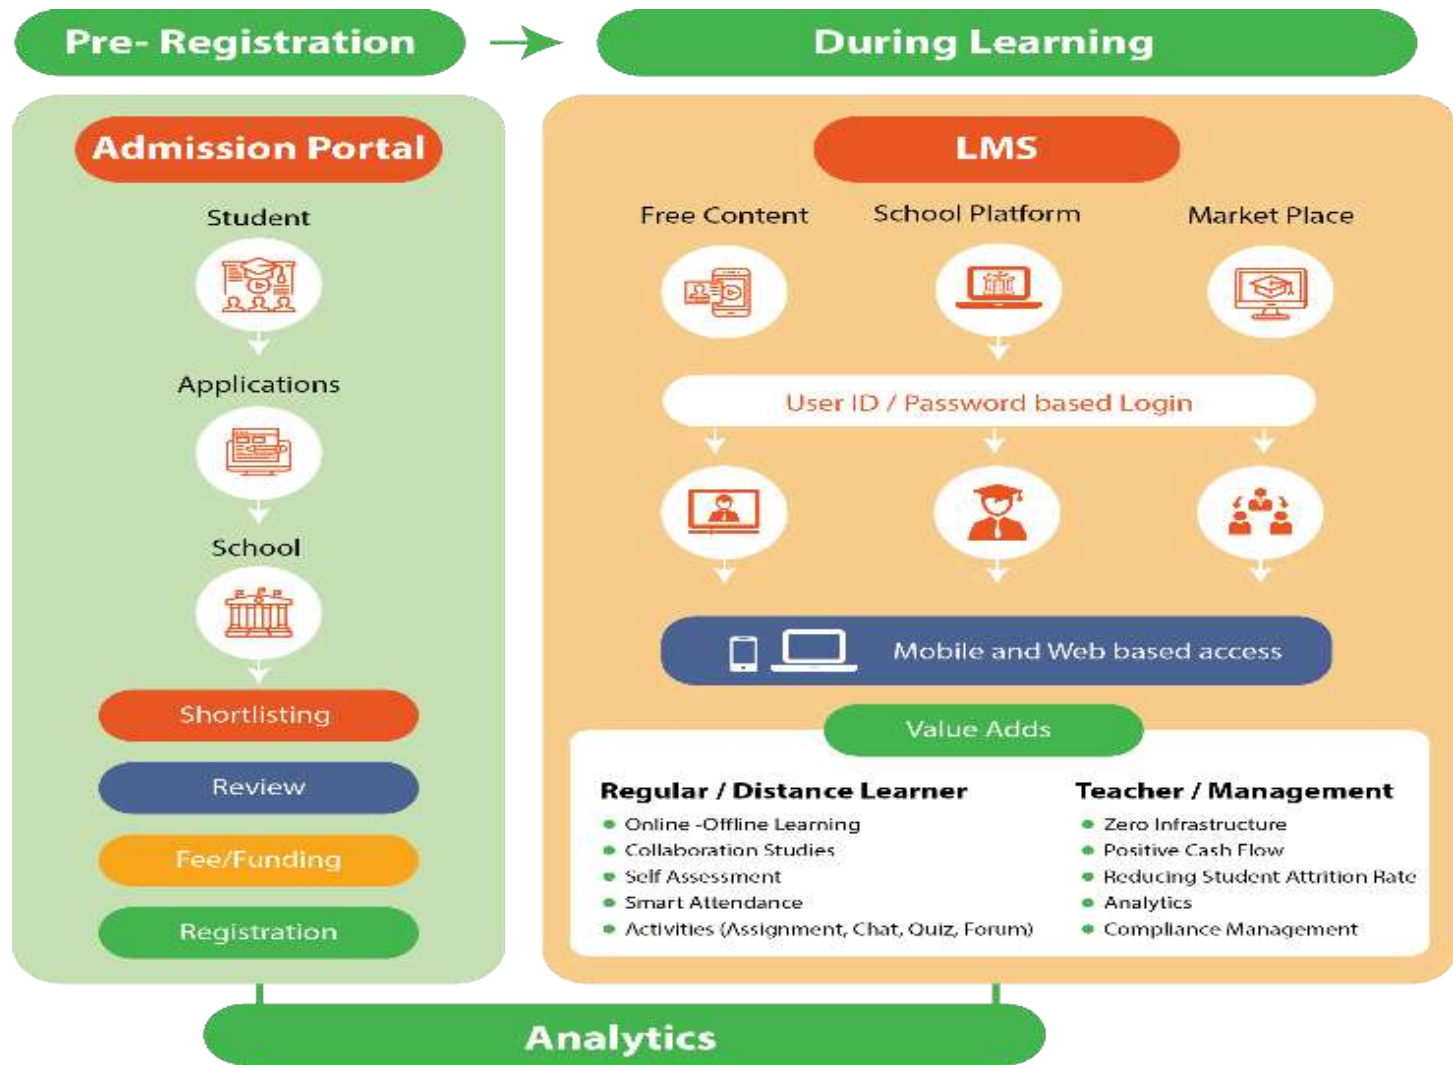 Pre- Registration
During Learning
Admission Portal
Student
Applications
School
Shortlisting
Review
Fee/Funding
Registration
LMS
Free Content
School Platform
Market Place
User ID / Password based Login
Mobile and Web based access
Value Adds
Regular / Distance Learner
Online -Offline Learning
Collaboration Studies
Self Assessment
Smart Attendance
Activities (Assignment, Chat, Quiz, Forum)
Teacher / Management
Zero Infrastructure
Positive Cash Flow
Reducing Student Attrition Rate
Analytics
Compliance Management
Analytics